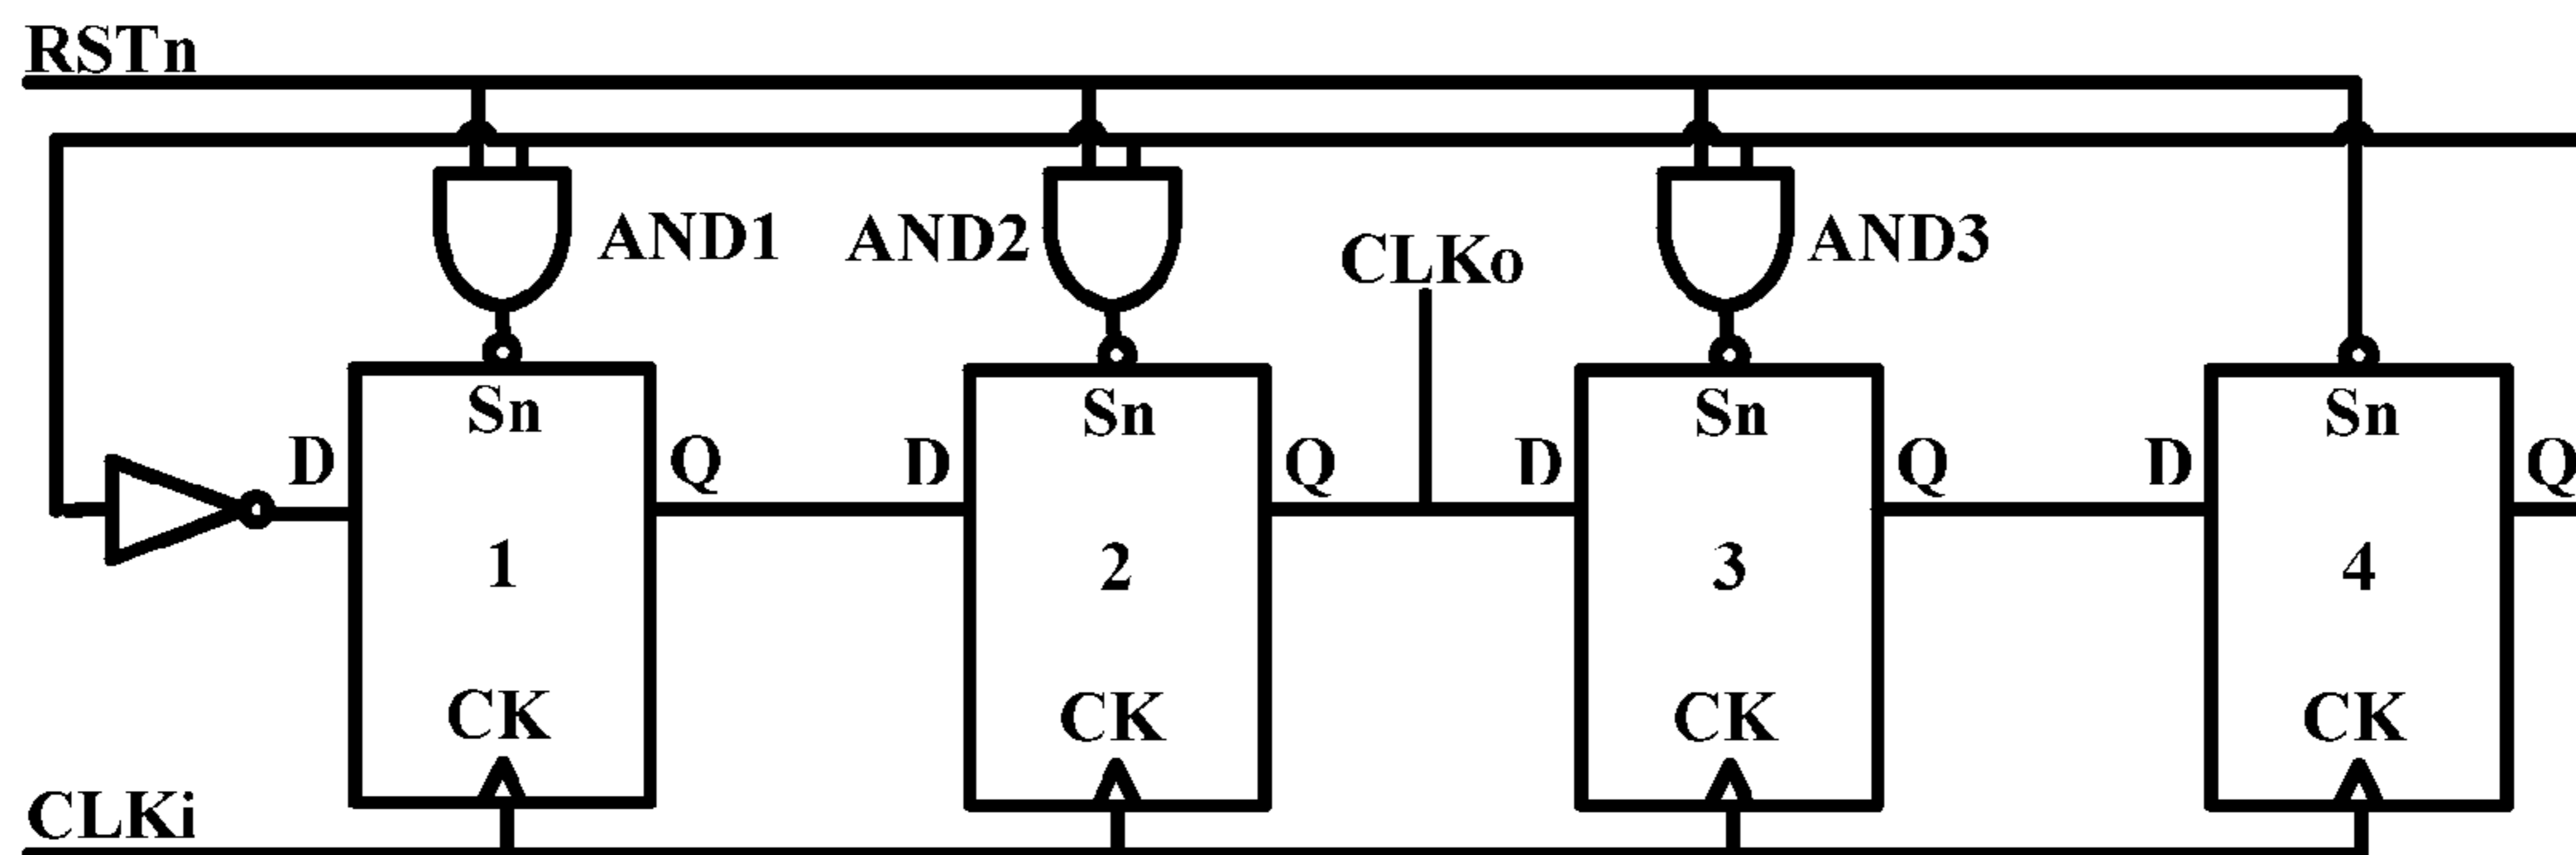 RSTn
AND1
AND2
CLKo
AND3
Sn
Sn
Sn
Sn
D
Q
D
Q
D
Q
D
Q
1
2
3
4
CK
CK
CK
CK
CLKi